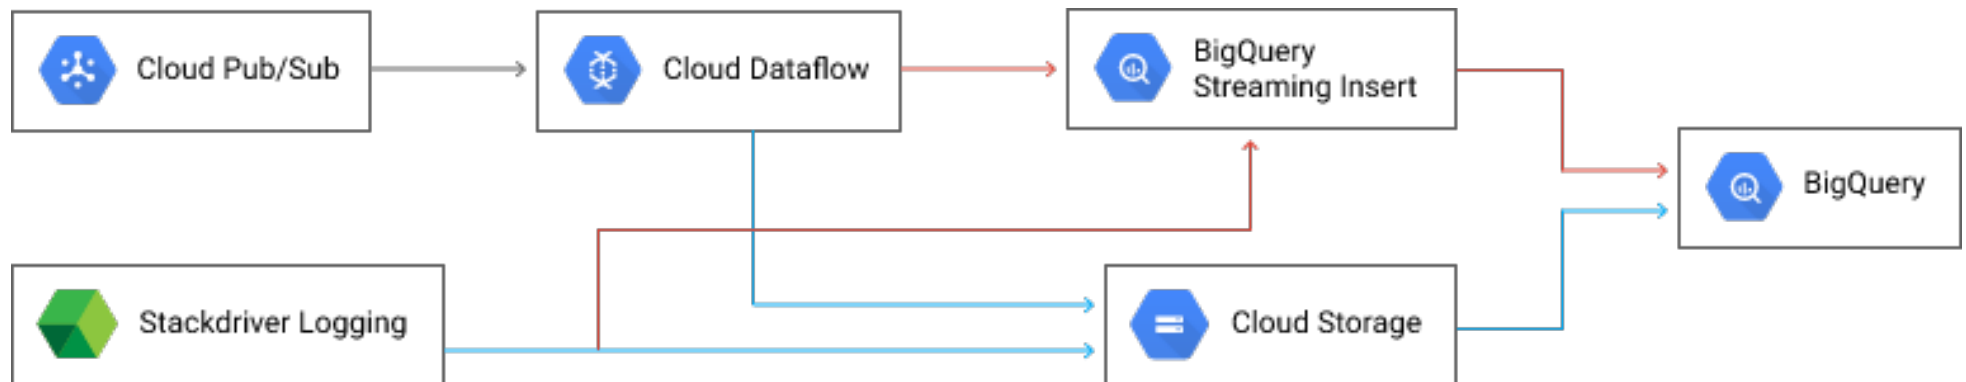 Cloud Pub/Sub
Cloud Dataflow
BigQuery
Streaming Insert
BigQuery
Stackdriver Logging
Cloud Storage